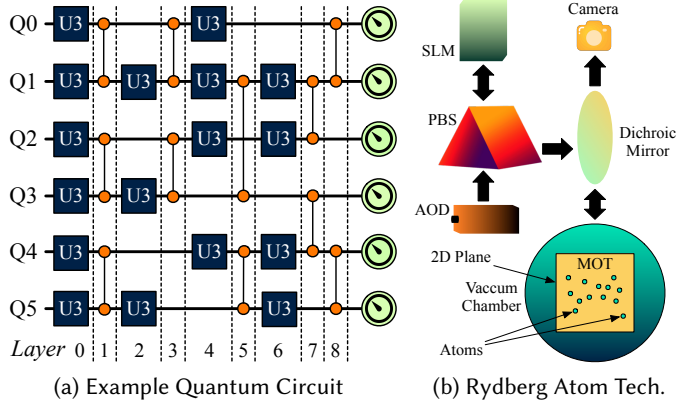 Q0 U3 U3
Q1 U3 U3 U3 U3
Q2 U3 U3 U3
Q3 U3 U3
Q4 U3 U3 U3
Q5 U3 U3 U3
Layer 0 1 2 3 4 5 6 7 8
(a) Example Quantum Circuit
Camera
SLM
PBS
Dichroic
Mirror
AOD
2D Plane
MOT
Vaccum
Chamber
Atoms
(b) Rydberg Atom Tech.